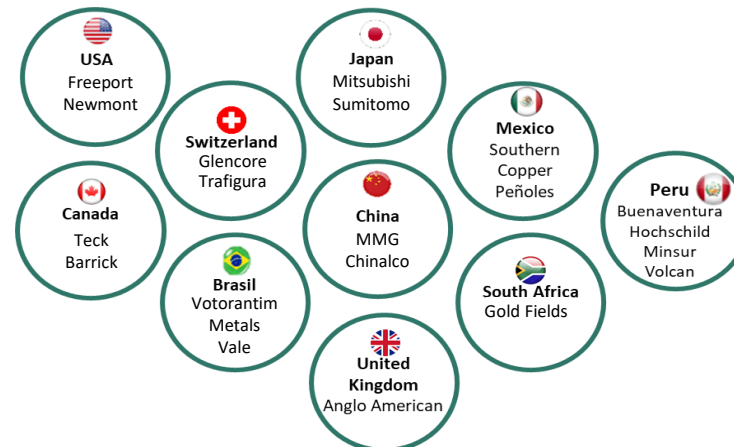 USA
Freeport
Newmont
Japan
Mitsubishi
Sumitomo
Switzerland
Glencore
Trafigura
Mexico
Southern
Copper
Peñoles
Canada
Teck
Barrick
China
MMG
Chinalco
Peru
Buenaventura
Hochschild
Minsur
Volcan
Brasil
Votorantim
Metals
Vale
South Africa
Gold Fields
United
Kingdom
Anglo American